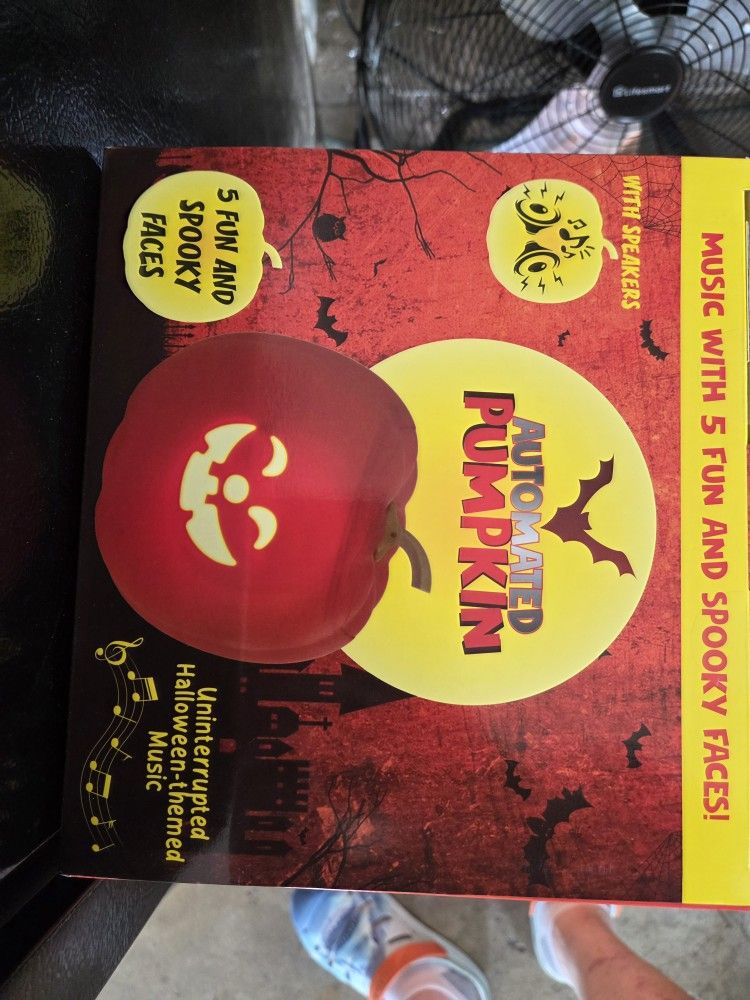 MUSIC WITH 5 FUN AND SPOOKY FACES!
WITH SPEAKERS
AUTOMATED
PUMPKIN
5 FUN AND
SPOOKY
FACES
Uninterrupted
Halloween-themed
Music
Lifesmart